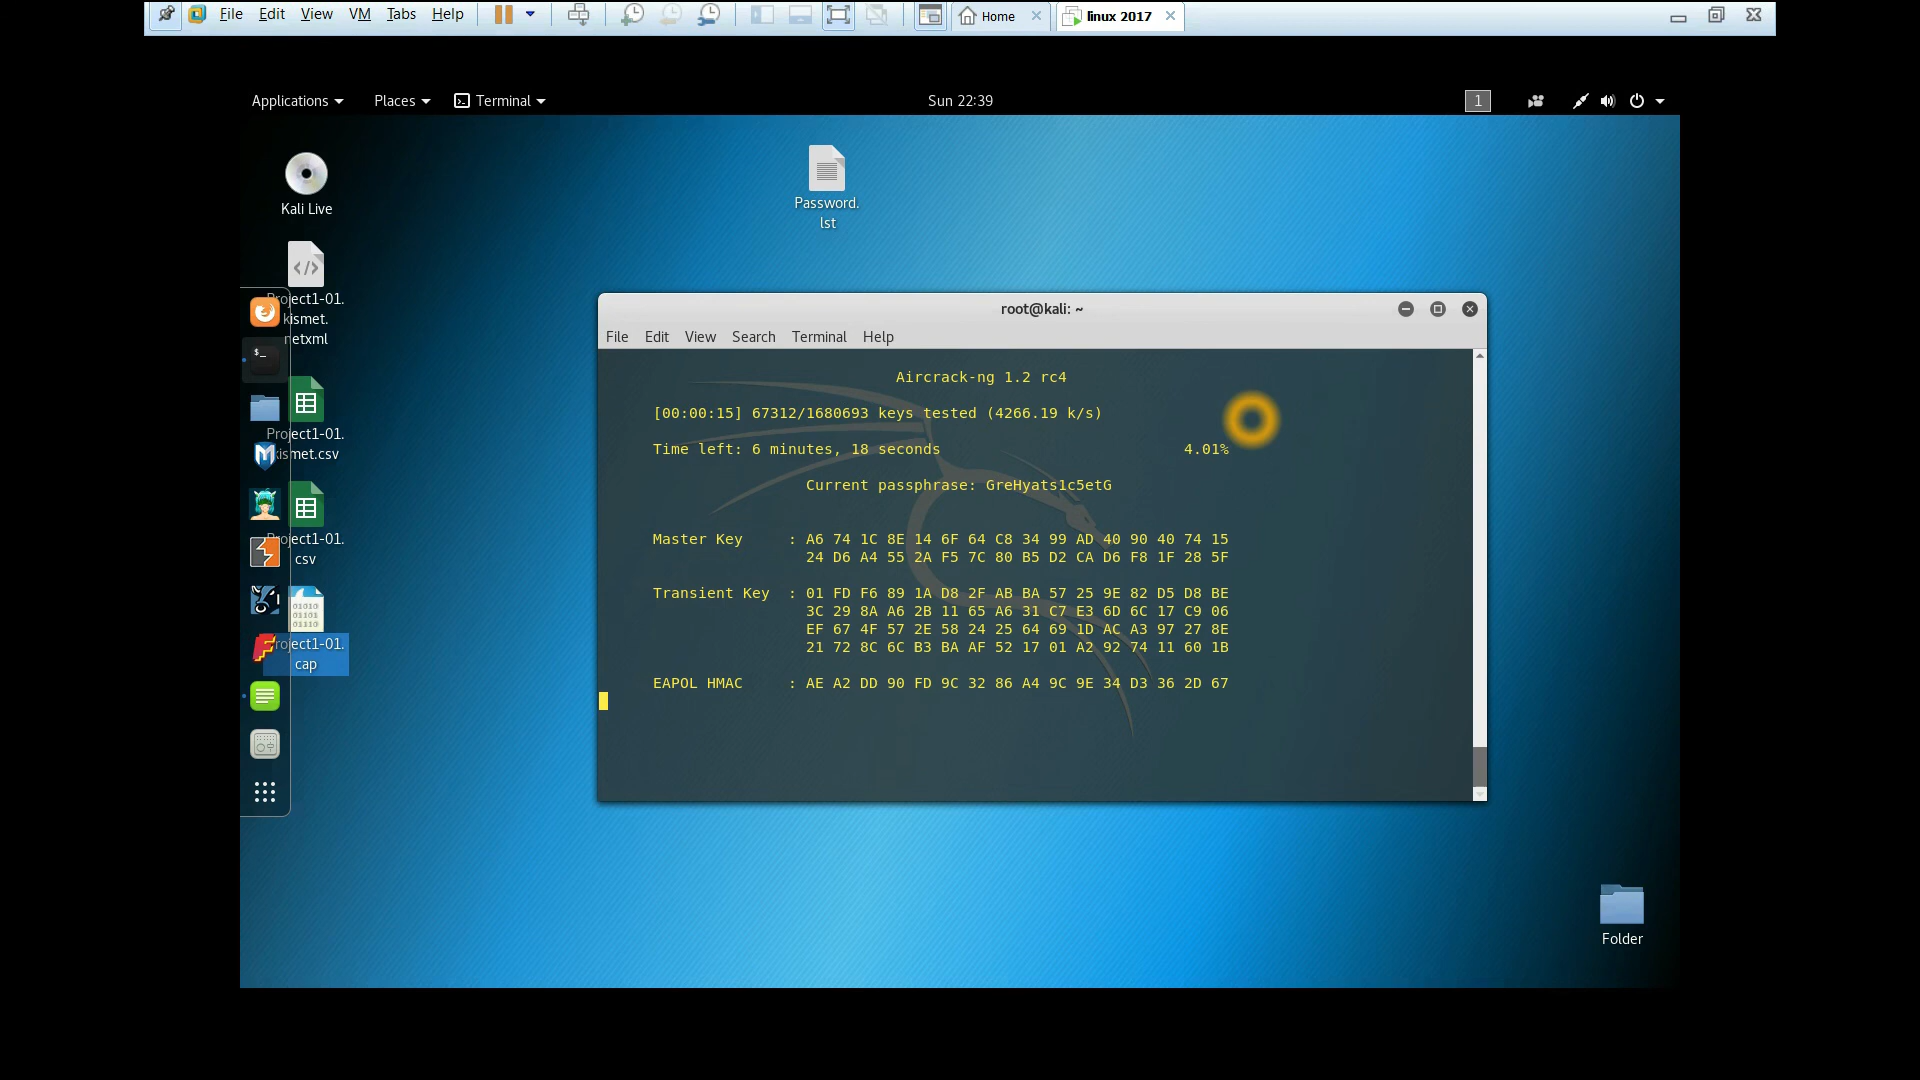 File Edit View VM Tabs Help Home linux 2017
Applications Places Terminal Sun 22:39 1
Kali Live
Password.
lst
Project1-01.
kismet.
netxml
root@kali: ~
File Edit View Search Terminal Help
Aircrack-ng 1.2 rc4
[00:00:15] 67312/1680693 keys tested (4266.19 k/s)
Time left: 6 minutes, 18 seconds 4.01%
Current passphrase: GreHyats1c5etG
Master Key : A6 74 1C 8E 14 6F 64 C8 34 99 AD 40 90 40 74 15
24 D6 A4 55 2A F5 7C 80 B5 D2 CA D6 F8 1F 28 5F
Transient Key : 01 FD F6 89 1A D8 2F AB BA 57 25 9E 82 D5 D8 BE
3C 29 8A A6 2B 11 65 A6 31 C7 E3 6D 6C 17 C9 06
EF 67 4F 57 2E 58 24 25 64 69 1D AC A3 97 27 8E
21 72 8C 6C B3 BA AF 52 17 01 A2 92 74 11 60 1B
EAPOL HMAC : AE A2 DD 90 FD 9C 32 86 A4 9C 9E 34 D3 36 2D 67
Project1-01.
kismet.csv
Project1-01.
csv
Project1-01.
cap
Folder